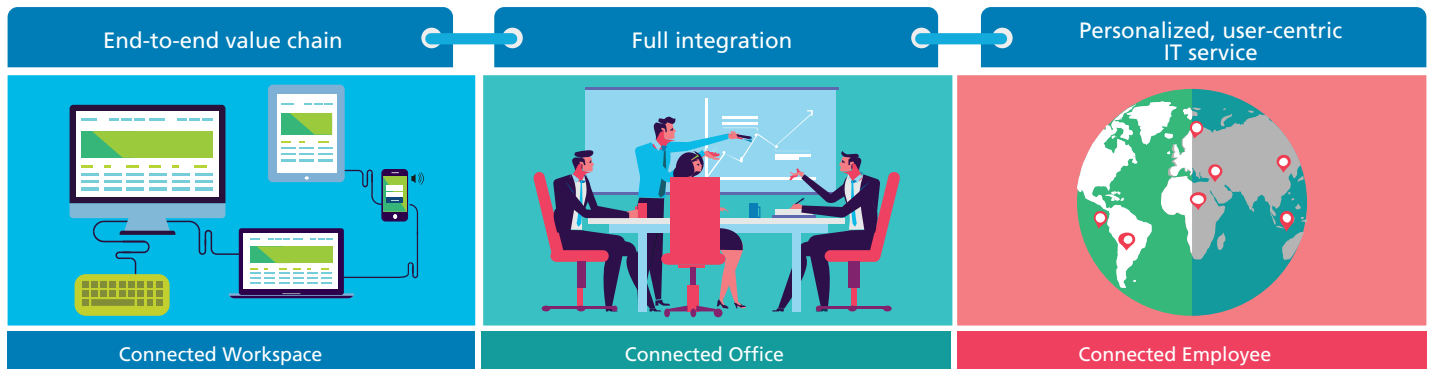 End-to-end value chain
Full integration
Personalized, user-centric
IT service
Connected Workspace
Connected Office
Connected Employee